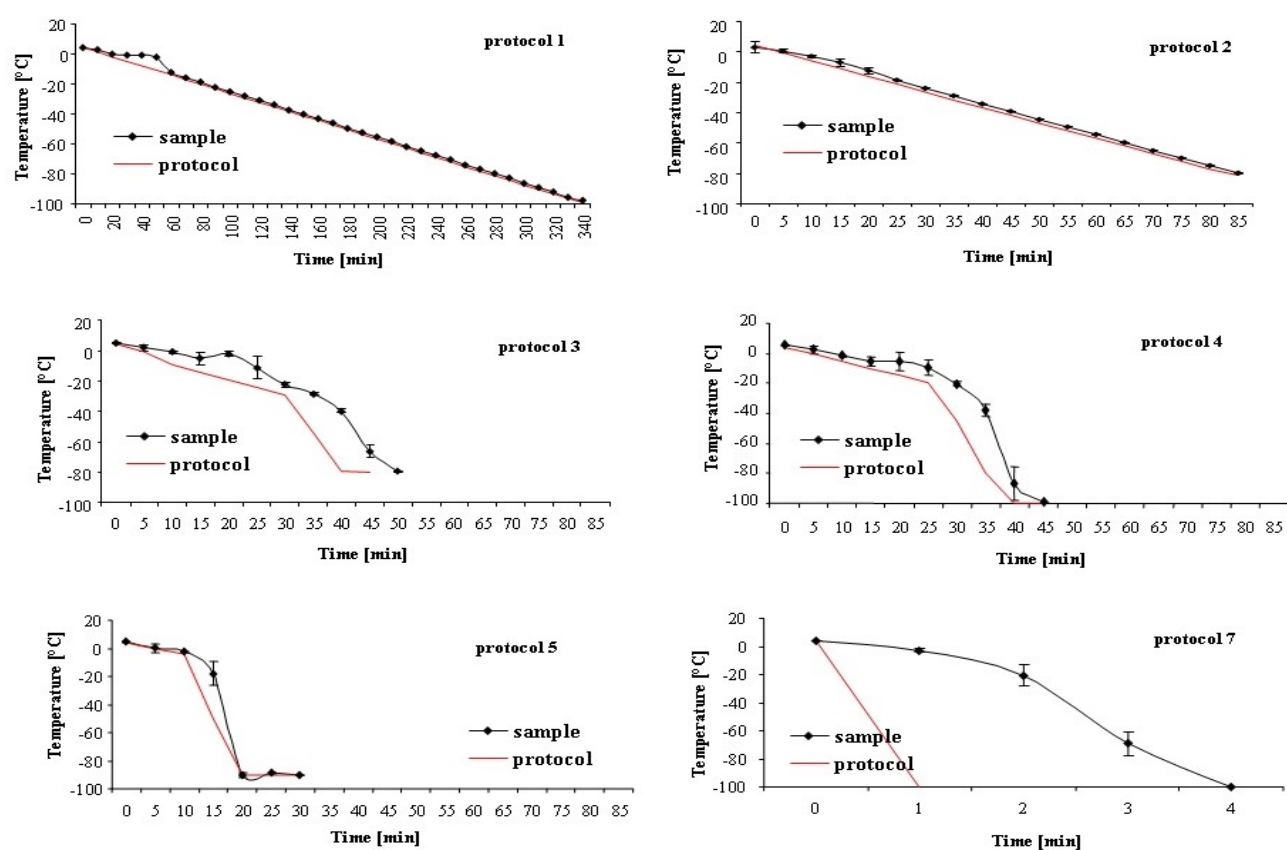 protocol 1
Temperature [°C]
20
0
-20
-40
-60
-80
-100
sample
protocol
0 20 40 60 80 100 120 140 160 180 200 220 240 260 280 300 320 340
Time [min]
protocol 2
Temperature [°C]
20
0
-20
-40
-60
-80
-100
sample
protocol
0 5 10 15 20 25 30 35 40 45 50 55 60 65 70 75 80 85
Time [min]
protocol 3
Temperature [°C]
20
0
-20
-40
-60
-80
-100
sample
protocol
0 5 10 15 20 25 30 35 40 45 50 55 60 65 70 75 80 85
Time [min]
protocol 4
Temperature [°C]
20
0
-20
-40
-60
-80
-100
sample
protocol
0 5 10 15 20 25 30 35 40 45 50 55 60 65 70 75 80 85
Time [min]
protocol 5
Temperature [°C]
20
0
-20
-40
-60
-80
-100
sample
protocol
0 5 10 15 20 25 30 35 40 45 50 55 60 65 70 75 80 85
Time [min]
protocol 7
Temperature [°C]
20
0
-20
-40
-60
-80
-100
sample
protocol
0 1 2 3 4
Time [min]